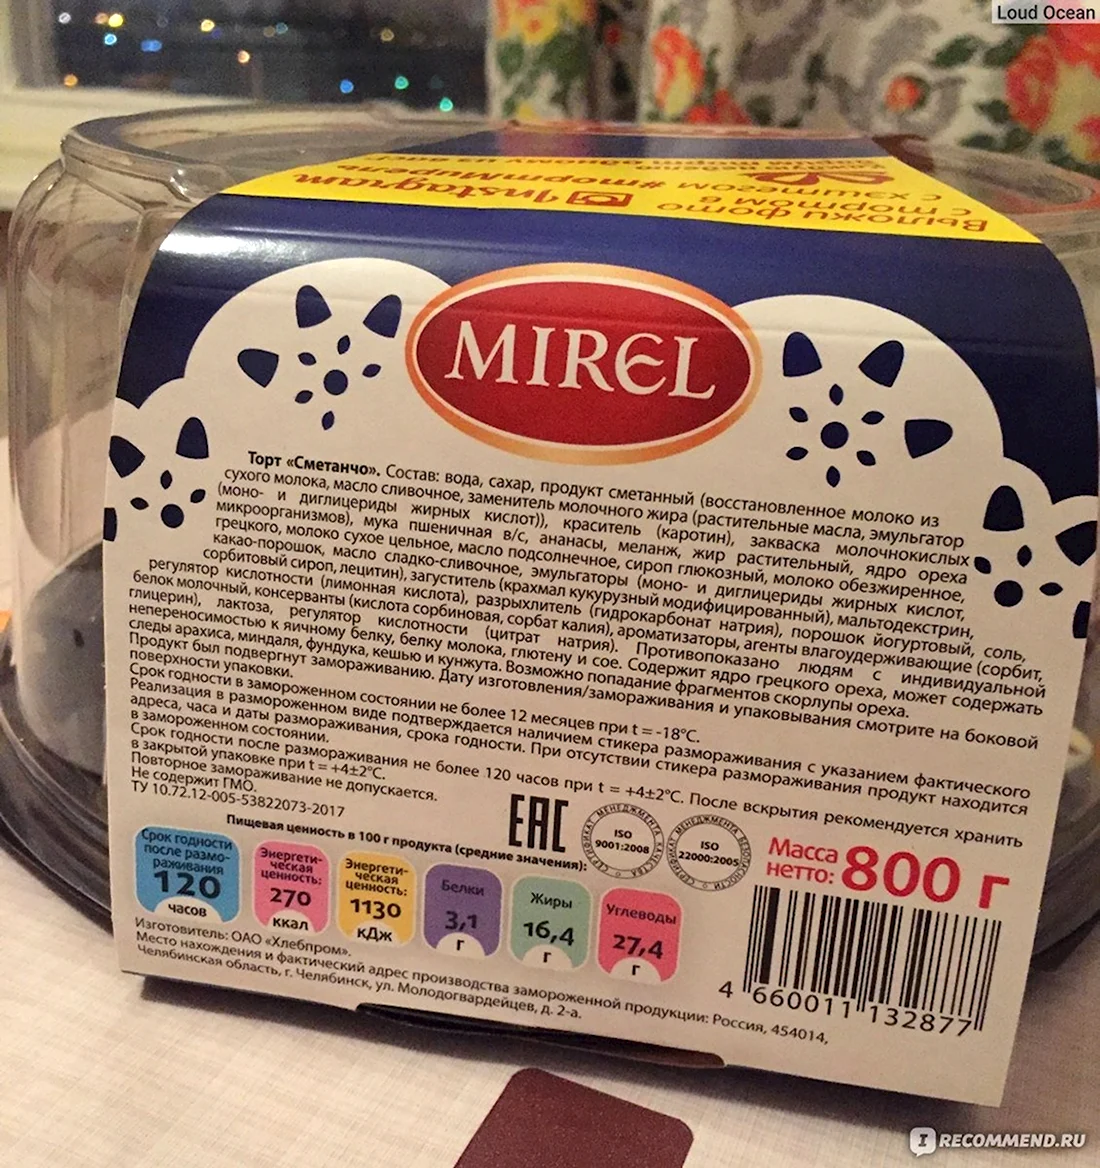 Loud Ocean
Выложи фото
с тортом в Instagram
с хэштегом #тортМирель
MIREL
Торт «Сметанчо». Состав: вода, сахар, продукт сметанный (восстановленное молоко из
сухого молока, масло сливочное, заменитель молочного жира (растительные масла, эмульгатор
(моно- и диглицериды жирных кислот)), краситель (каротин), закваска молочнокислых
микроорганизмов), мука пшеничная в/с, ананасы, меланж, жир растительный, ядро ореха
грецкого, молоко сухое цельное, масло подсолнечное, сироп глюкозный, молоко обезжиренное,
какао-порошок, масло сладко-сливочное, эмульгаторы (моно- и диглицериды жирных кислот,
сорбитовый сироп, лецитин), загуститель (крахмал кукурузный модифицированный), мальтодекстрин,
регулятор кислотности (лимонная кислота), разрыхлитель (гидрокарбонат натрия), порошок йогуртовый, соль,
белок молочный, консерванты (кислота сорбиновая, сорбат калия), ароматизаторы, агенты влагоудерживающие (сорбит,
глицерин), лактоза, регулятор кислотности (цитрат натрия). Противопоказано людям с индивидуальной
непереносимостью к яичному белку, белку молока, глютену и сое. Содержит ядро грецкого ореха, может содержать
следы арахиса, миндаля, фундука, кешью и кунжута. Возможно попадание фрагментов скорлупы ореха.
Продукт был подвергнут замораживанию. Дату изготовления/замораживания и упаковывания смотрите на боковой
поверхности упаковки.
Срок годности в замороженном состоянии не более 12 месяцев при t = -18°C.
Реализация в размороженном виде подтверждается наличием стикера размораживания с указанием фактического
адреса, часа и даты размораживания, срока годности. При отсутствии стикера размораживания продукт находится
в замороженном состоянии.
Срок годности после размораживания не более 120 часов при t = +4±2°C. После вскрытия рекомендуется хранить
в закрытой упаковке при t = +4±2°C.
Повторное замораживание не допускается.
Не содержит ГМО.
ТУ 10.72.12-005-53822073-2017
EAC
СЕРТИФИКАТ МЕНЕДЖМЕНТА КАЧЕСТВА
ISO
9001:2008
СЕРТИФИКАТ МЕНЕДЖМЕНТА БЕЗОПАСНОСТИ
ISO
22000:2005
Масса
нетто: 800 г
Пищевая ценность в 100 г продукта (средние значения):
Срок годности
после размо-
раживания
120
часов
Энергети-
ческая
ценность:
270
ккал
Энергети-
ческая
ценность:
1130
кДж
Белки
3,1
г
Жиры
16,4
г
Углеводы
27,4
г
Изготовитель: ОАО «Хлебпром».
Место нахождения и фактический адрес производства замороженной продукции: Россия, 454014,
Челябинская область, г. Челябинск, ул. Молодогвардейцев, д. 2-а.
4 660011 132877
IRECOMMEND.RU